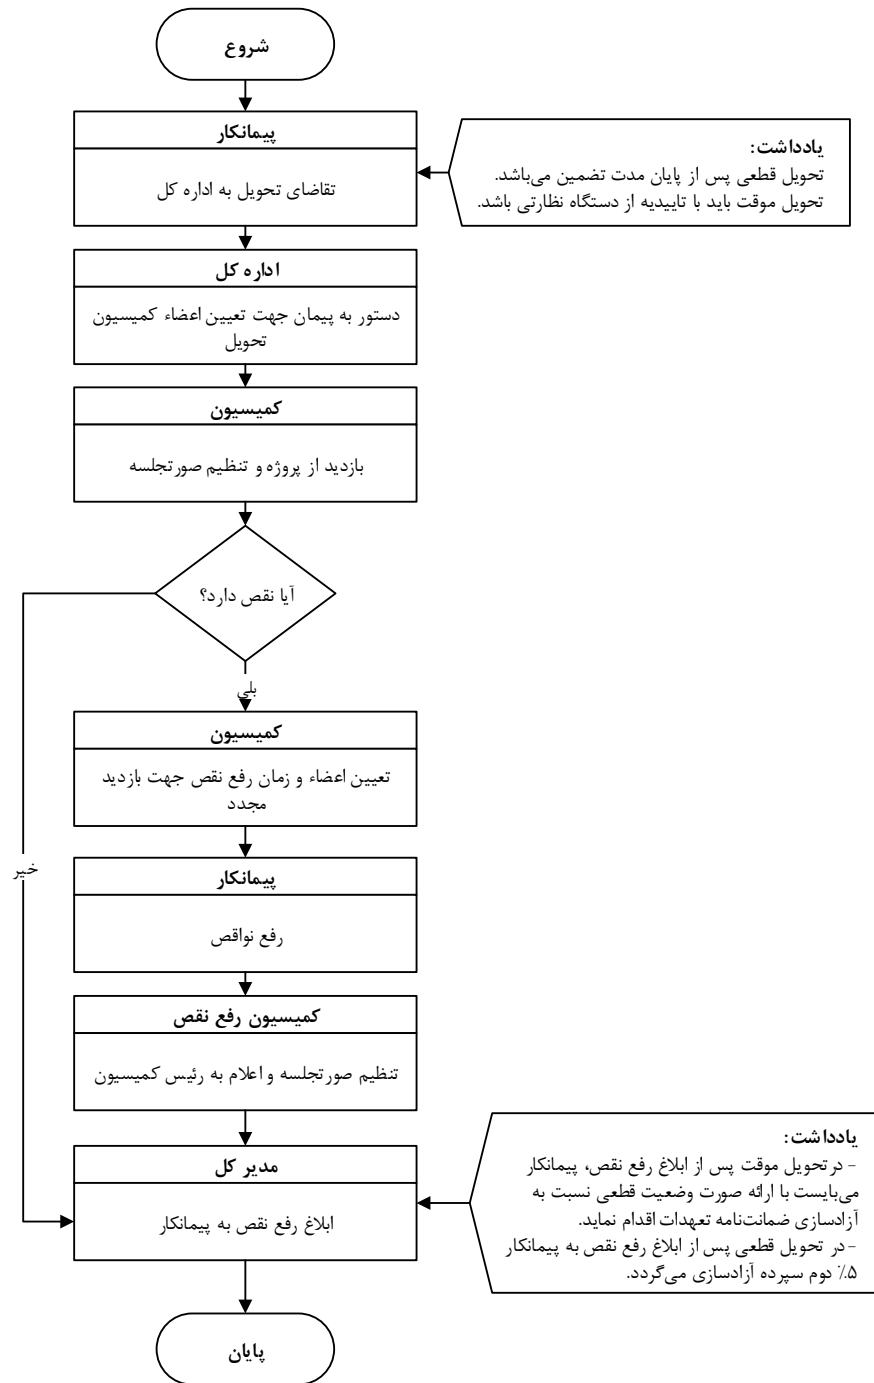 شروع
پیمانکار
تقاضای تحویل به اداره کل
یادداشت:
تحویل قطعی پس از پایان مدت تضمین می‌باشد.
تحویل موقت باید با تاییدیه از دستگاه نظارتی باشد.
اداره کل
دستور به پیمان جهت تعیین اعضاء کمیسیون
تحویل
کمیسیون
بازدید از پروژه و تنظیم صورتجلسه
آیا نقص دارد؟
بلی
کمیسیون
تعیین اعضاء و زمان رفع نقص جهت بازدید
مجدد
خیر
پیمانکار
رفع نواقص
کمیسیون رفع نقص
تنظیم صورتجلسه و اعلام به رئیس کمیسیون
مدیر کل
ابلاغ رفع نقص به پیمانکار
یادداشت:
- درتحویل موقت پس از ابلاغ رفع نقص، پیمانکار
می‌بایست با ارائه صورت وضعیت قطعی نسبت به
آزادسازی ضمانت‌نامه تعهدات اقدام نماید.
- در تحویل قطعی پس از ابلاغ رفع نقص به پیمانکار
۵٪ دوم سپرده آزادسازی می‌گردد.
پایان